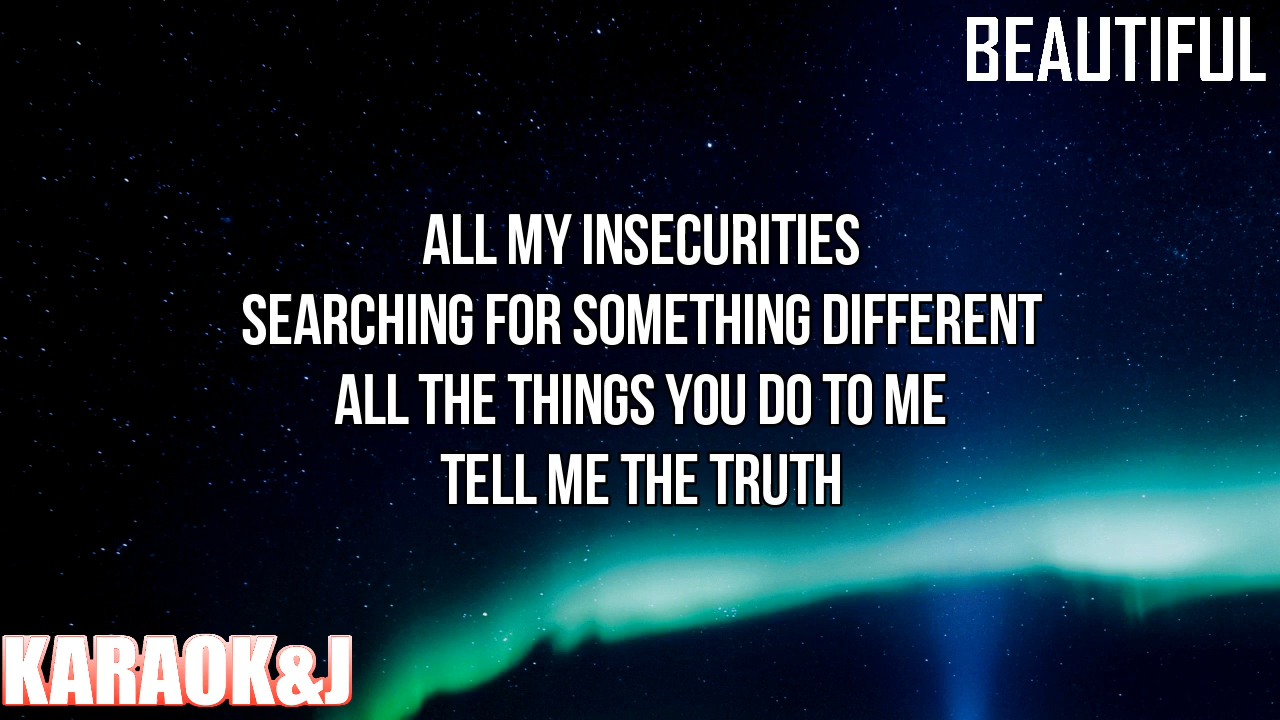 BEAUTIFUL
ALL MY INSECURITIES
SEARCHING FOR SOMETHING DIFFERENT
ALL THE THINGS YOU DO TO ME
TELL ME THE TRUTH
KARAOK&J